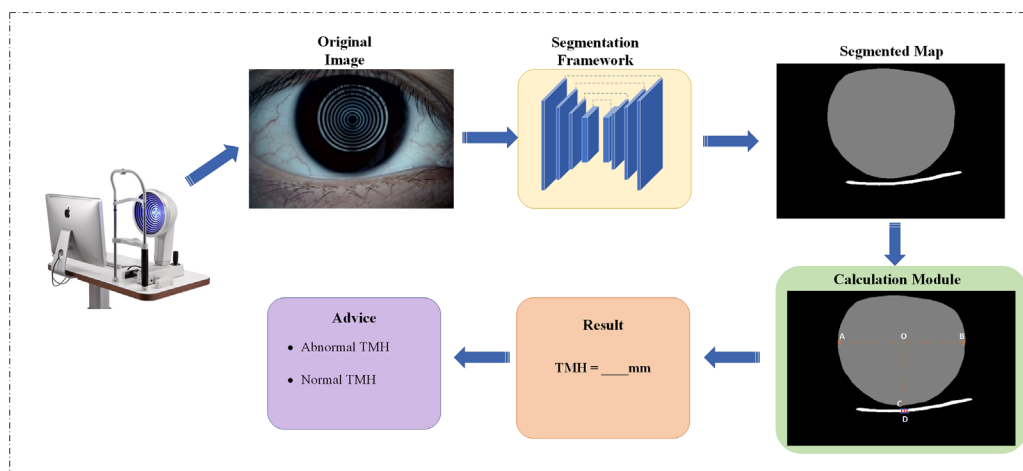 Original
Image
Segmentation
Framework
Segmented Map
Calculation Module
A
O
B
C
D
Result
TMH = ____mm
Advice
• Abnormal TMH
• Normal TMH